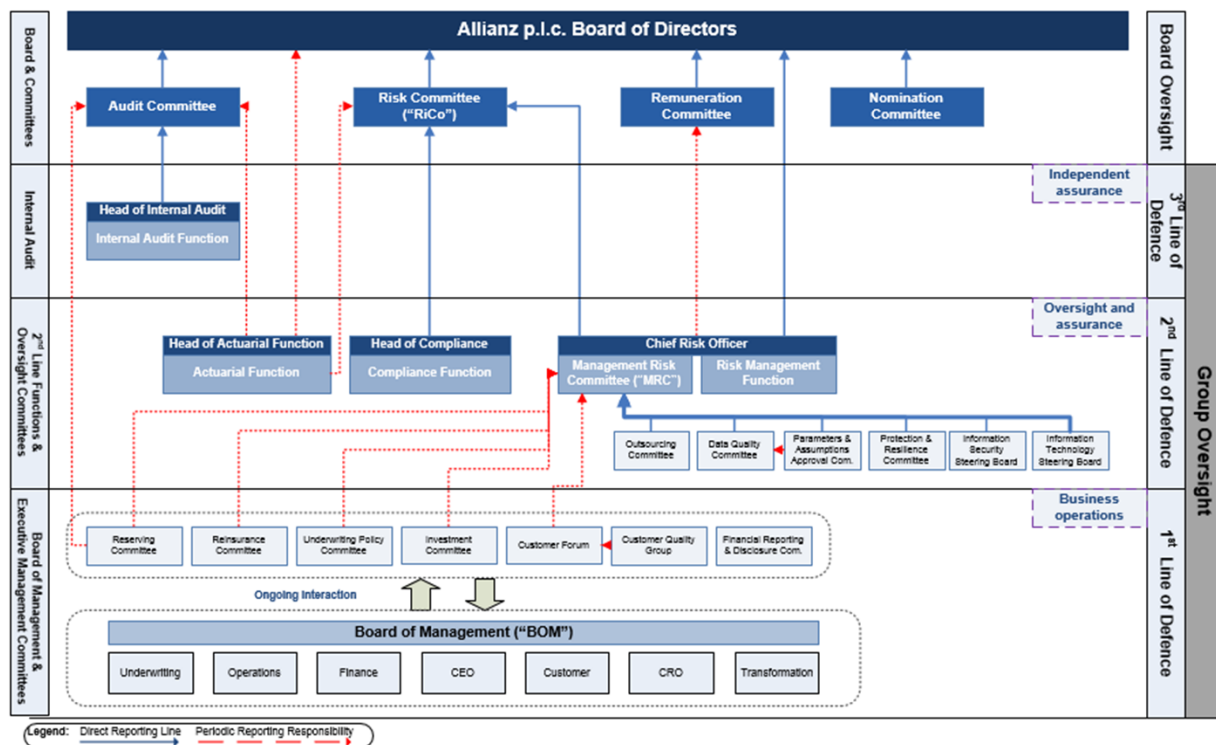 Allianz p.l.c. Board of Directors
Board & Committees
Board Oversight
Audit Committee
Risk Committee
("RiCo")
Remuneration
Committee
Nomination
Committee
Independent
assurance
Internal Audit
Head of Internal Audit
Internal Audit Function
3rd Line of
Defence
Oversight and
assurance
2nd Line Functions &
Oversight Committees
Head of Actuarial Function
Actuarial Function
Head of Compliance
Compliance Function
Chief Risk Officer
Management Risk
Committee ("MRC")
Risk Management
Function
2nd Line of Defence
Group Oversight
Outsourcing
Committee
Data Quality
Committee
Parameters &
Assumptions
Approval Com.
Protection &
Resilience
Committee
Information
Security
Steering Board
Information
Technology
Steering Board
Business
operations
Board of Management &
Executive Management Committees
Reserving
Committee
Reinsurance
Committee
Underwriting Policy
Committee
Investment
Committee
Customer Forum
Customer Quality
Group
Financial Reporting
& Disclosure Com.
1st Line of Defence
Ongoing Interaction
Board of Management ("BOM")
Underwriting
Operations
Finance
CEO
Customer
CRO
Transformation
Legend: Direct Reporting Line Periodic Reporting Responsibility